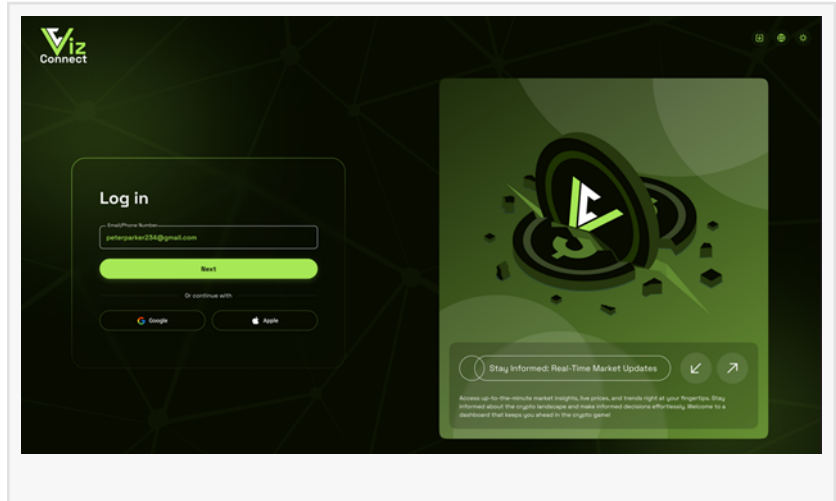 Viz
Connect
Log in
Email/Phone Number
peterparker234@gmail.com
Next
Or continue with
Google
Apple
Stay Informed: Real-Time Market Updates
Access up-to-the-minute market insights, live prices, and trends right at your fingertips. Stay
informed about the crypto landscape and make informed decisions effortlessly. Welcome to a
dashboard that keeps you ahead in the crypto game!